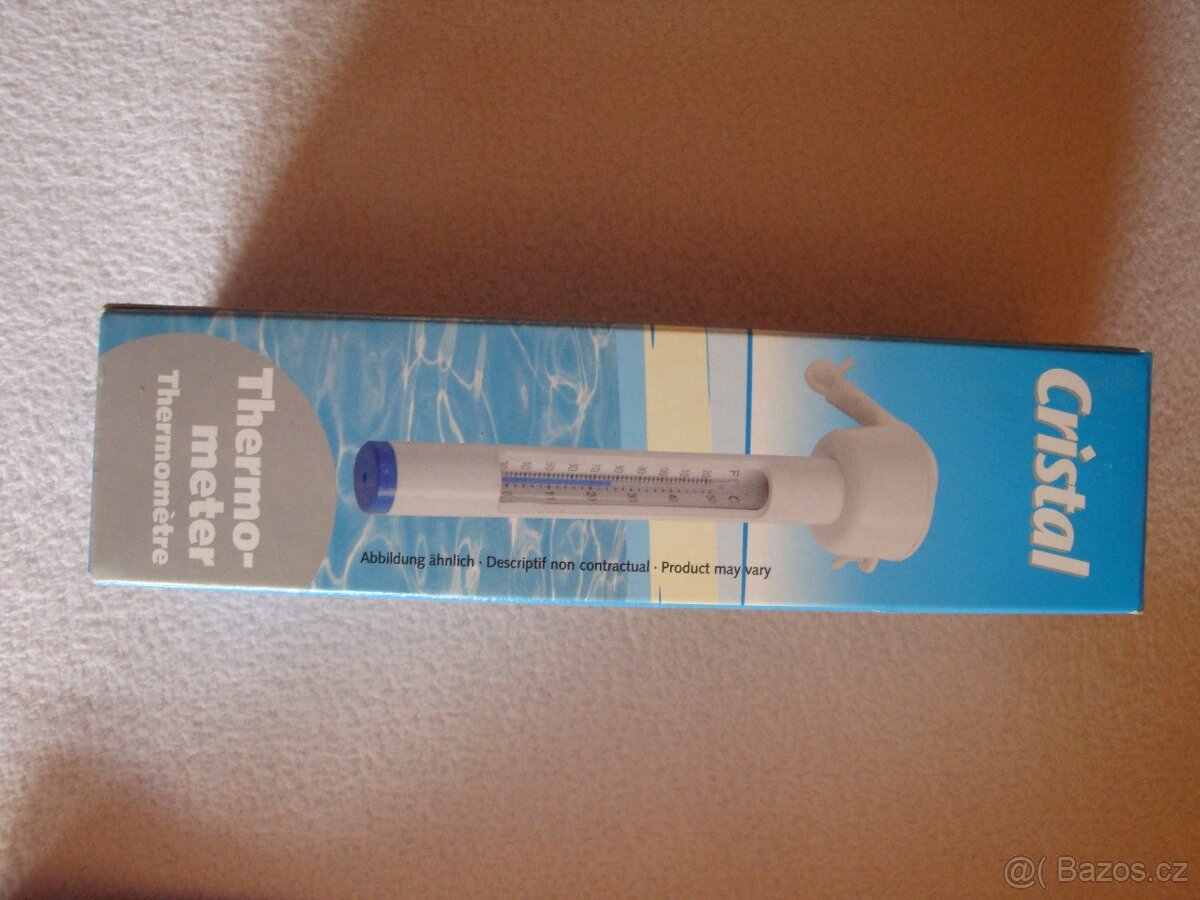 Cristal
Abbildung ähnlich · Descriptif non contractual · Product may vary
Thermo-
meter
Thermomètre
F
C
@( Bazos.cz